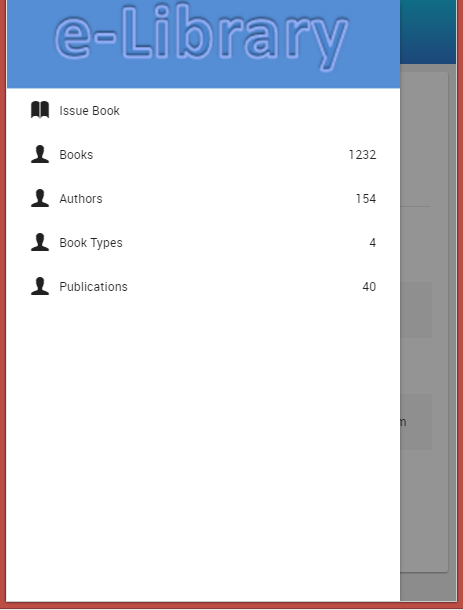 e-Library
Issue Book
Books 1232
Authors 154
Book Types 4
Publications 40
m